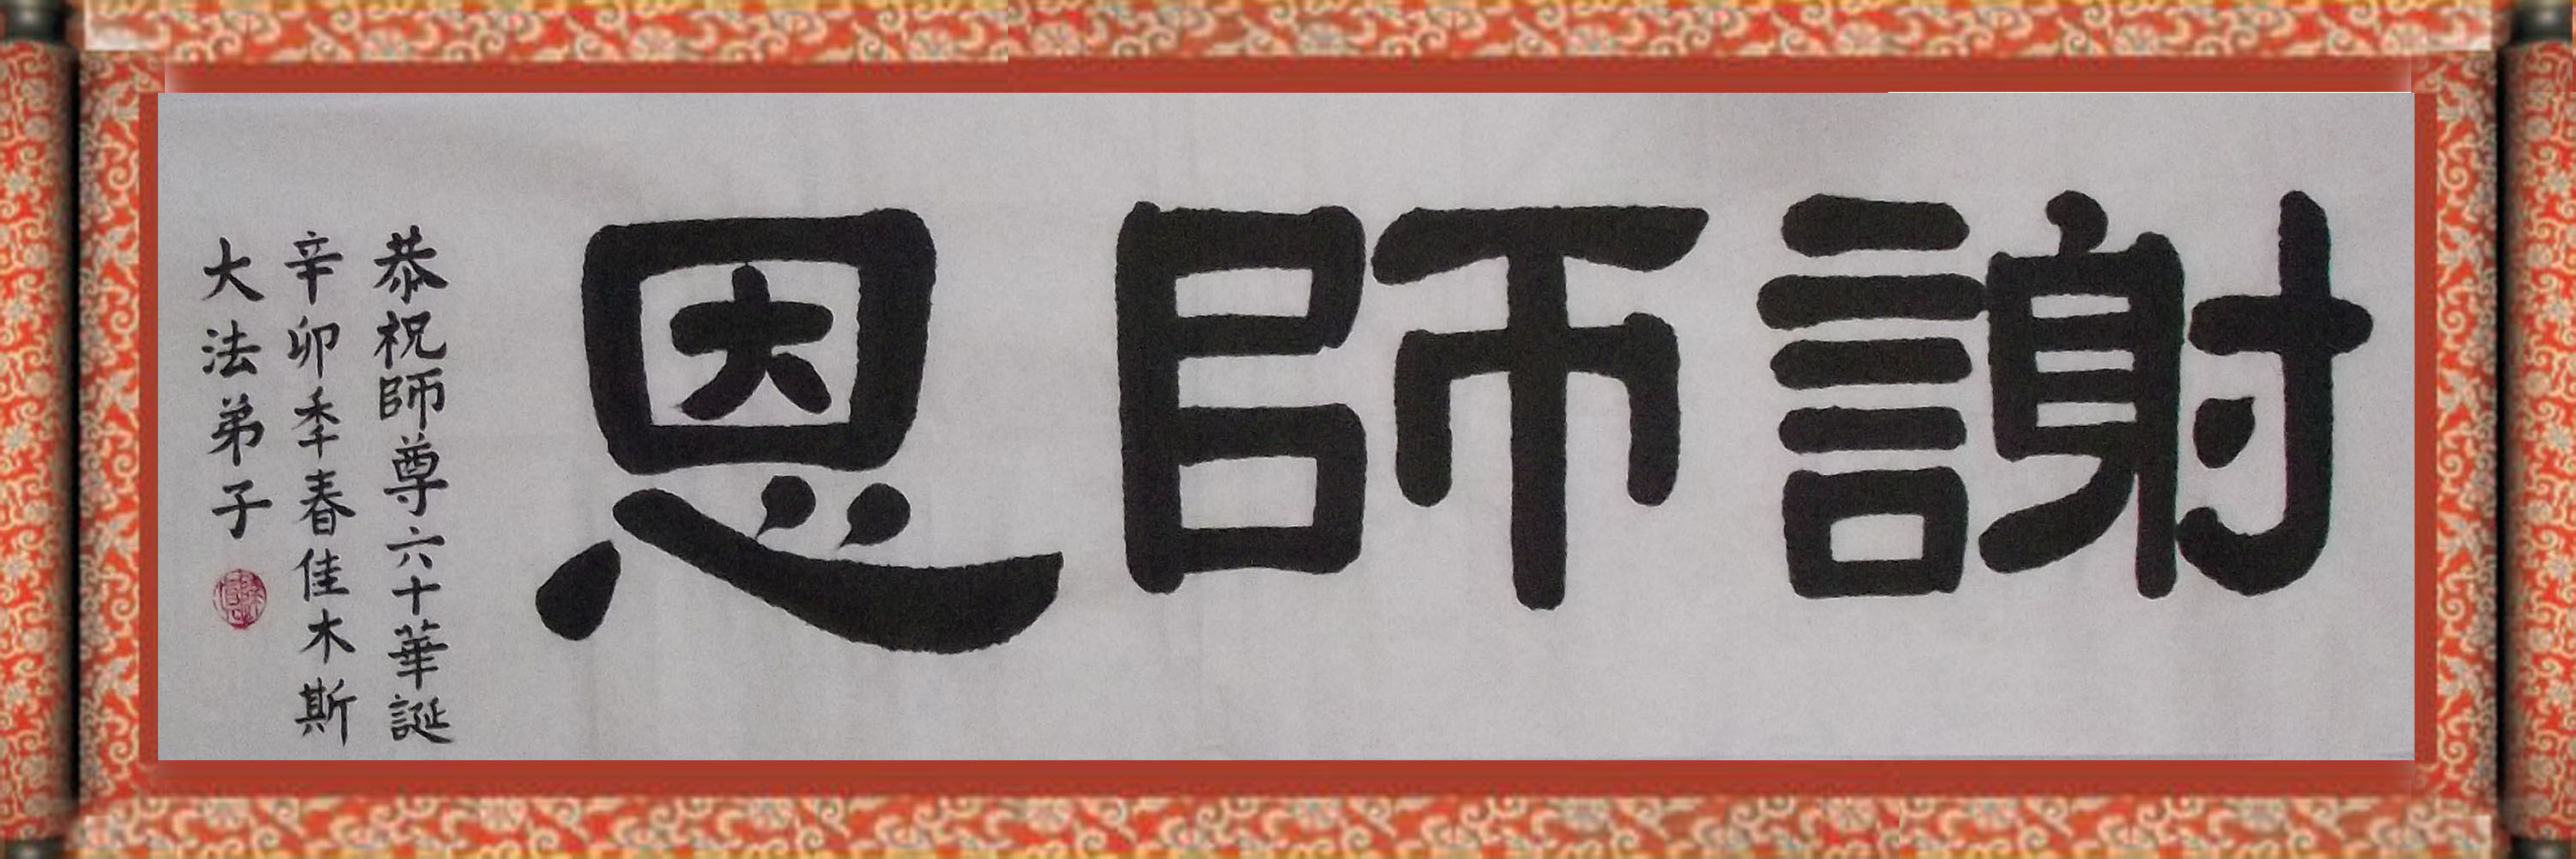 謝師恩
恭祝師尊六十華誕
辛卯季春佳木斯
大法弟子